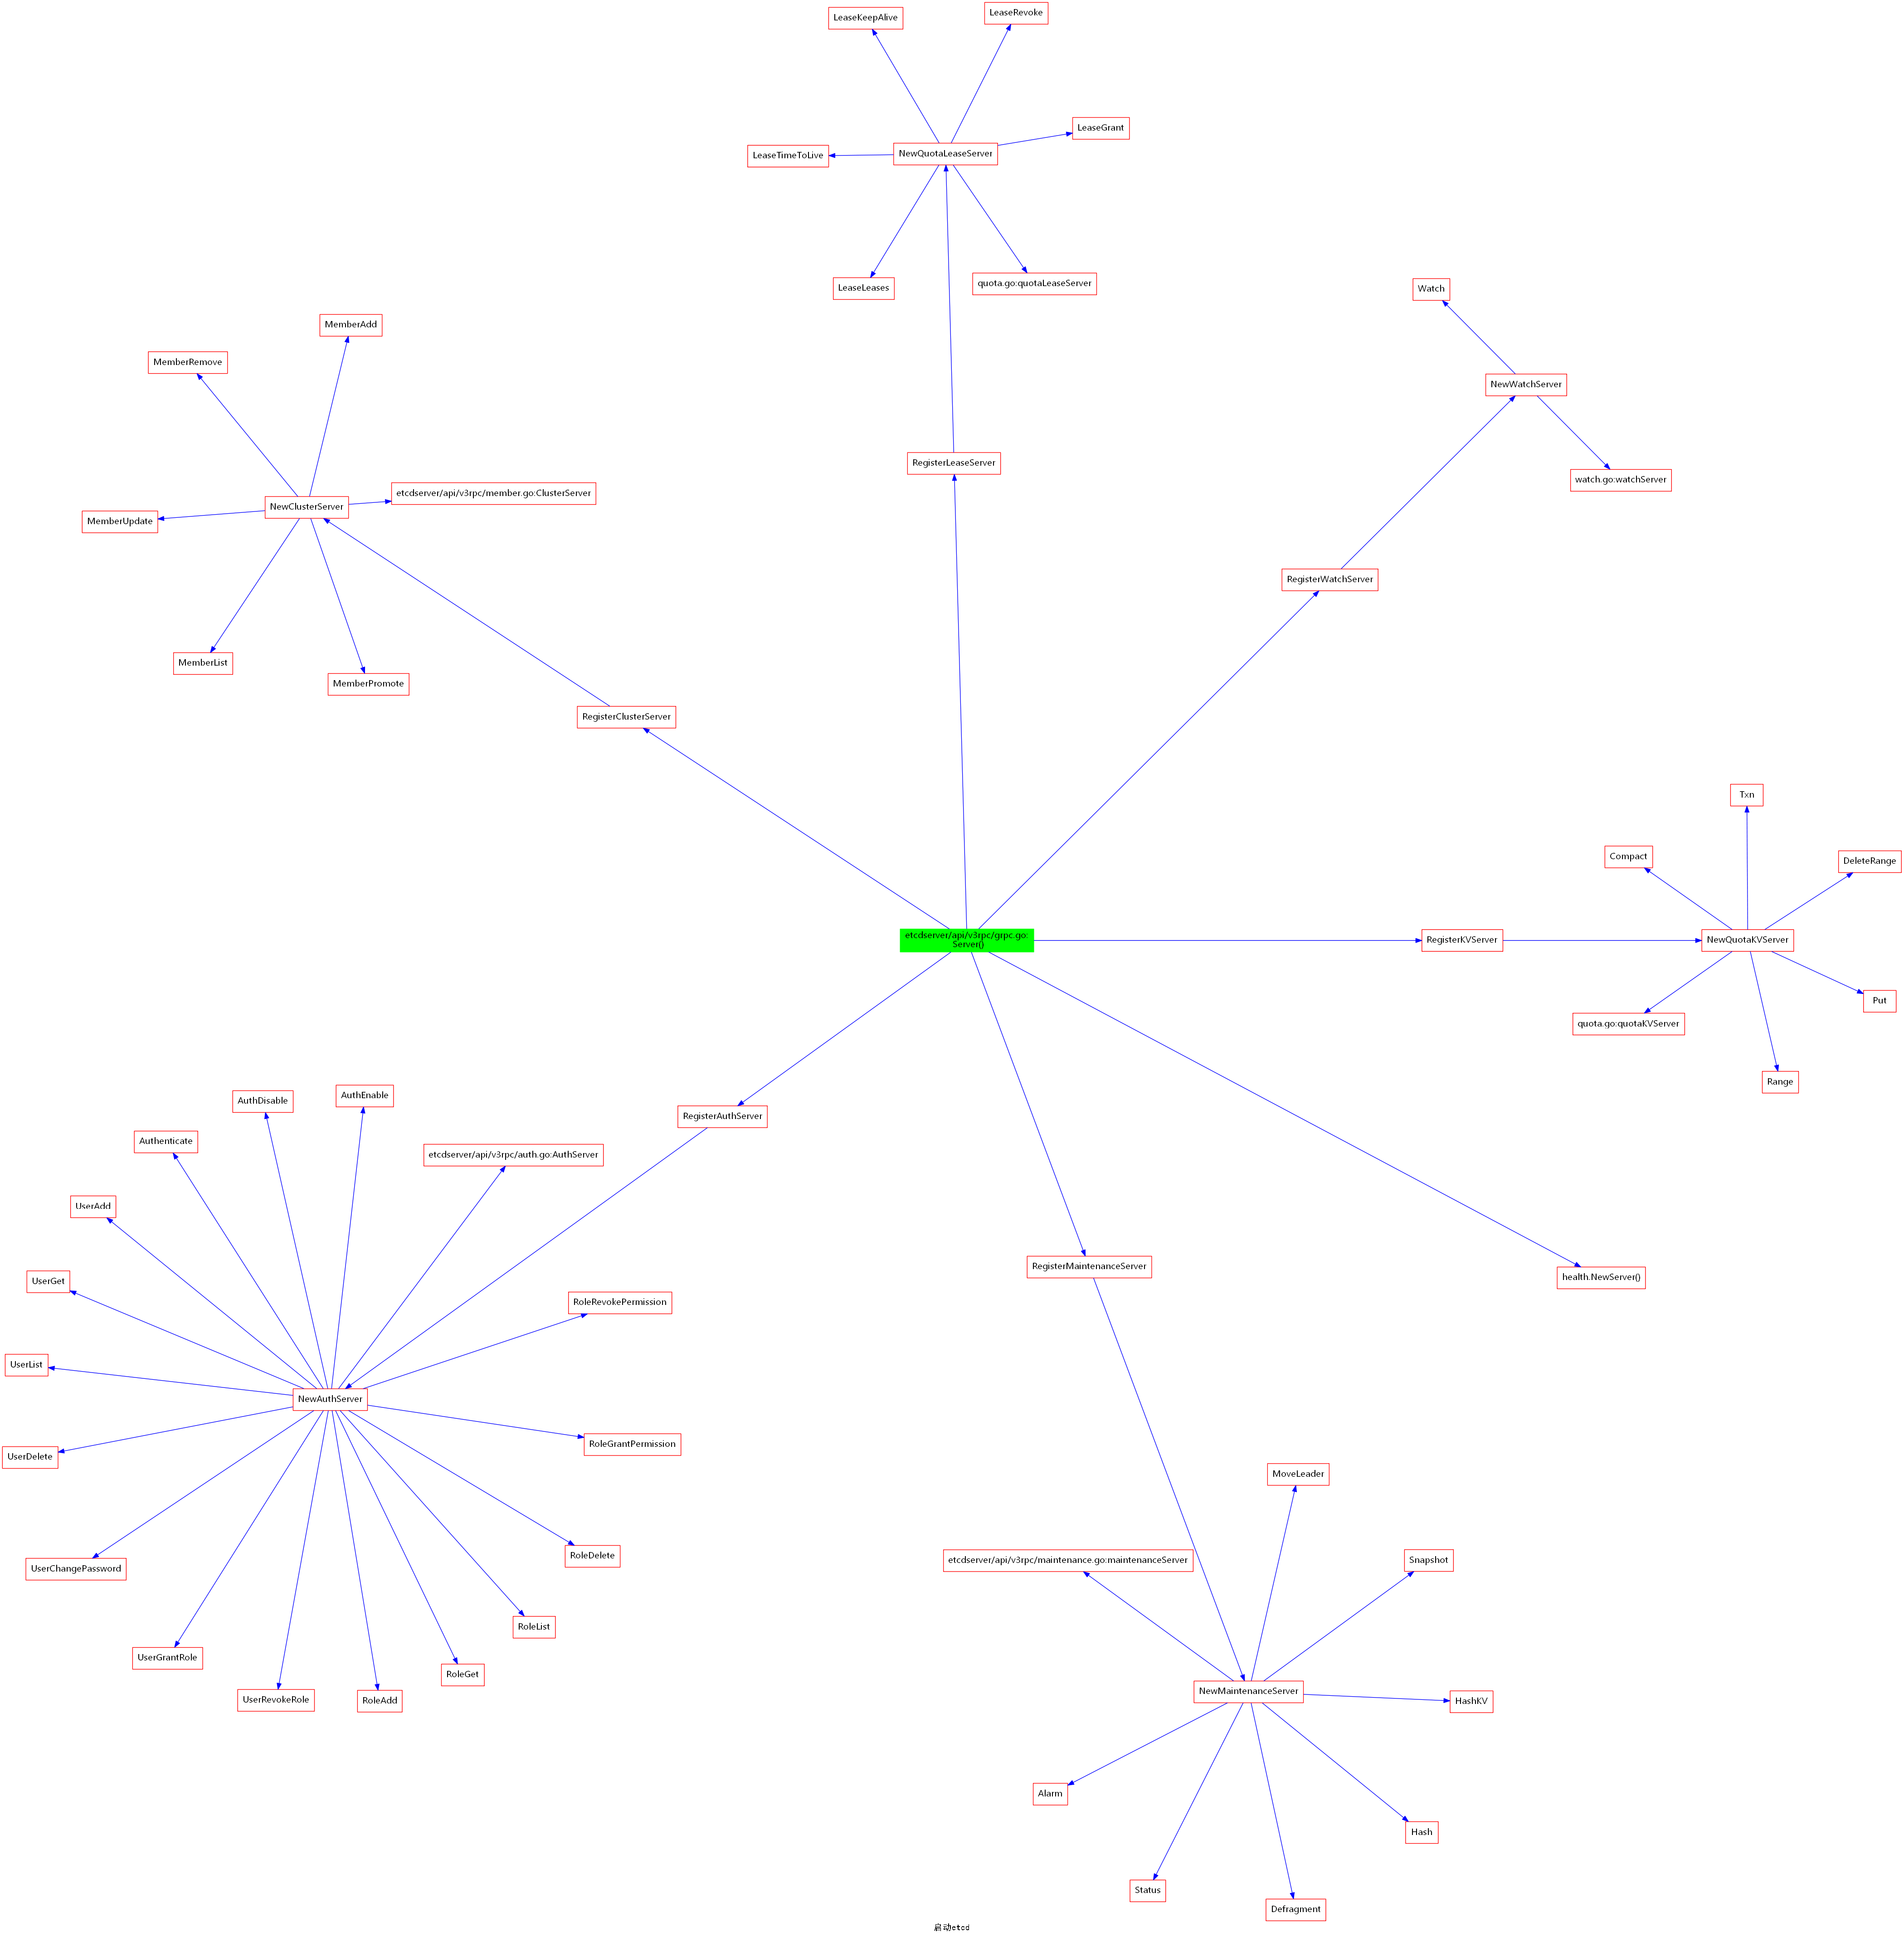 LeaseKeepAlive
LeaseRevoke
LeaseGrant
NewQuotaLeaseServer
LeaseTimeToLive
LeaseLeases
quota.go:quotaLeaseServer
Watch
MemberAdd
MemberRemove
NewWatchServer
watch.go:watchServer
RegisterLeaseServer
etcdserver/api/v3rpc/member.go:ClusterServer
NewClusterServer
MemberUpdate
RegisterWatchServer
MemberList
MemberPromote
RegisterClusterServer
Txn
Compact
DeleteRange
etcdserver/api/v3rpc/grpc.go:
Server()
RegisterKVServer
NewQuotaKVServer
Put
quota.go:quotaKVServer
Range
AuthEnable
AuthDisable
RegisterAuthServer
Authenticate
etcdserver/api/v3rpc/auth.go:AuthServer
UserAdd
RegisterMaintenanceServer
health.NewServer()
UserGet
RoleRevokePermission
UserList
NewAuthServer
RoleGrantPermission
UserDelete
MoveLeader
RoleDelete
etcdserver/api/v3rpc/maintenance.go:maintenanceServer
Snapshot
UserChangePassword
RoleList
UserGrantRole
RoleGet
NewMaintenanceServer
UserRevokeRole
RoleAdd
HashKV
Alarm
Hash
Status
Defragment
启动etcd